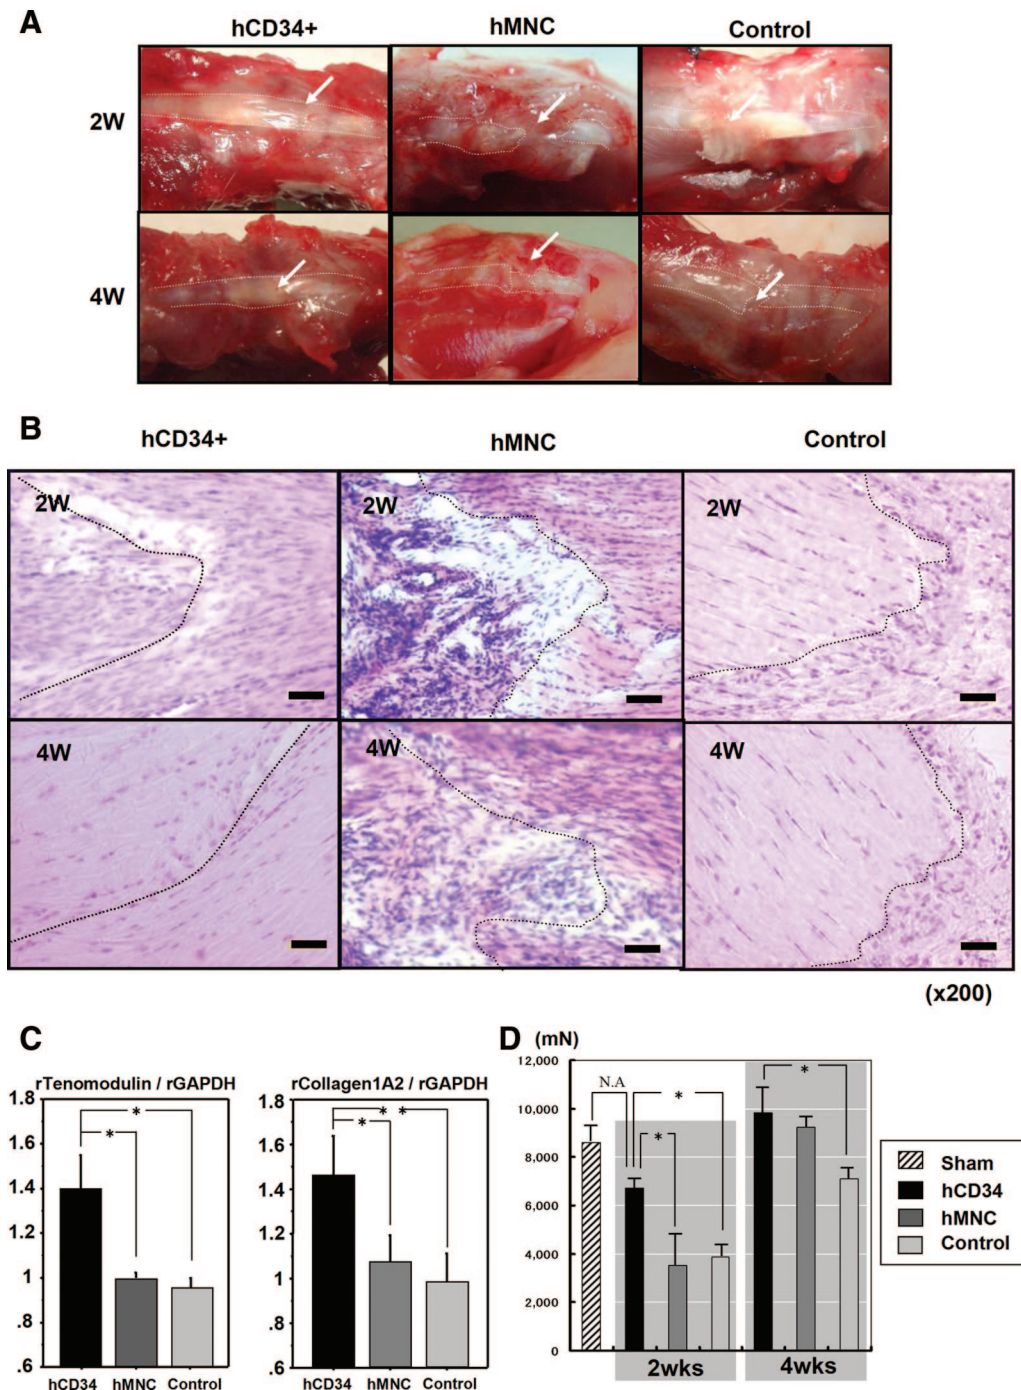 A
hCD34+ hMNC Control
2W
4W
B
hCD34+ hMNC Control
2W 2W 2W
4W 4W 4W
(x200)
C
rTenomodulin / rGAPDH
1.8
1.6
1.4
1.2
1
.8
.6
hCD34 hMNC Control
*
*
rCollagen1A2 / rGAPDH
1.8
1.6
1.4
1.2
1
.8
.6
hCD34 hMNC Control
* *
*
D (mN)
12,000
10,000
8,000
6,000
4,000
2,000
0
N.A
*
*
*
2wks 4wks
Sham
hCD34
hMNC
Control